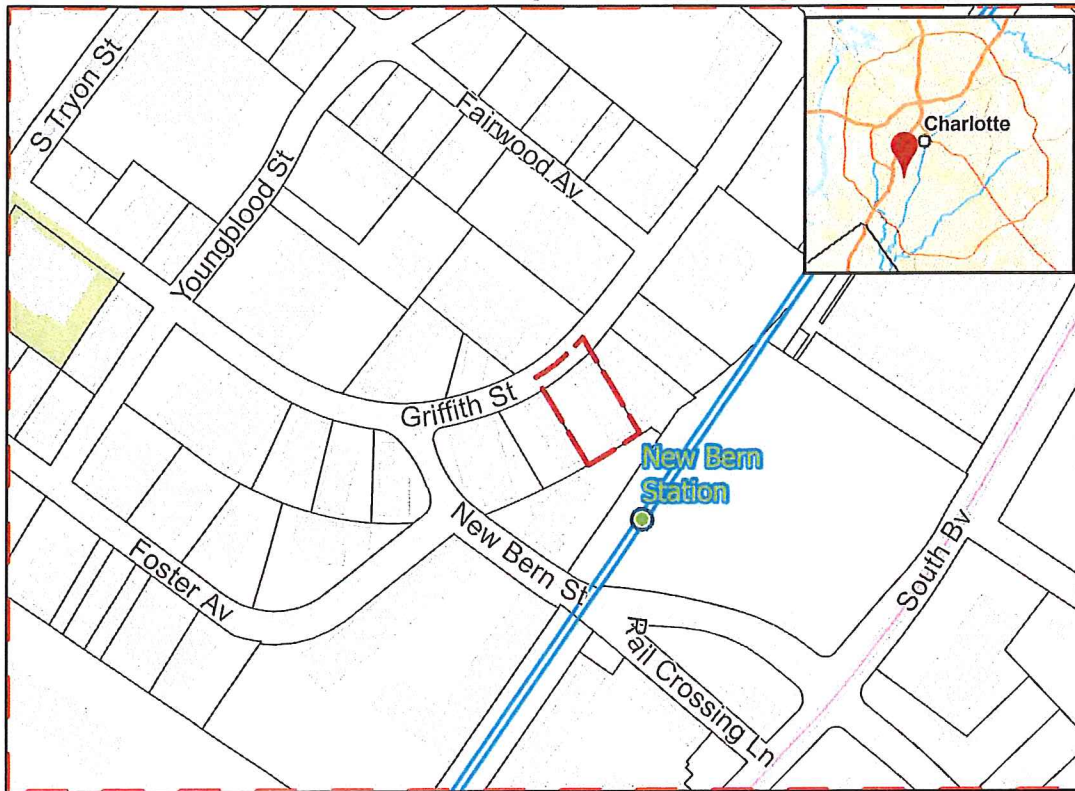 S Tryon St
Fairwood Av
Charlotte
Youngblood St
Griffith St
New Bern
Station
New Bern St
South Bv
Foster Av
Rail Crossing Ln